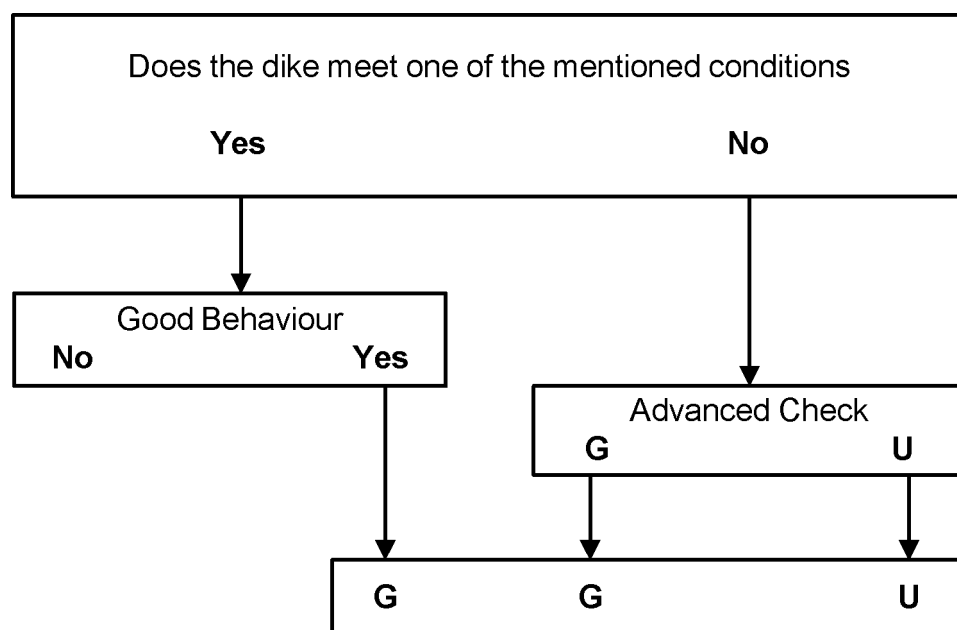 Does the dike meet one of the mentioned conditions
Yes No
Good Behaviour
No Yes
Advanced Check
G U
G G U